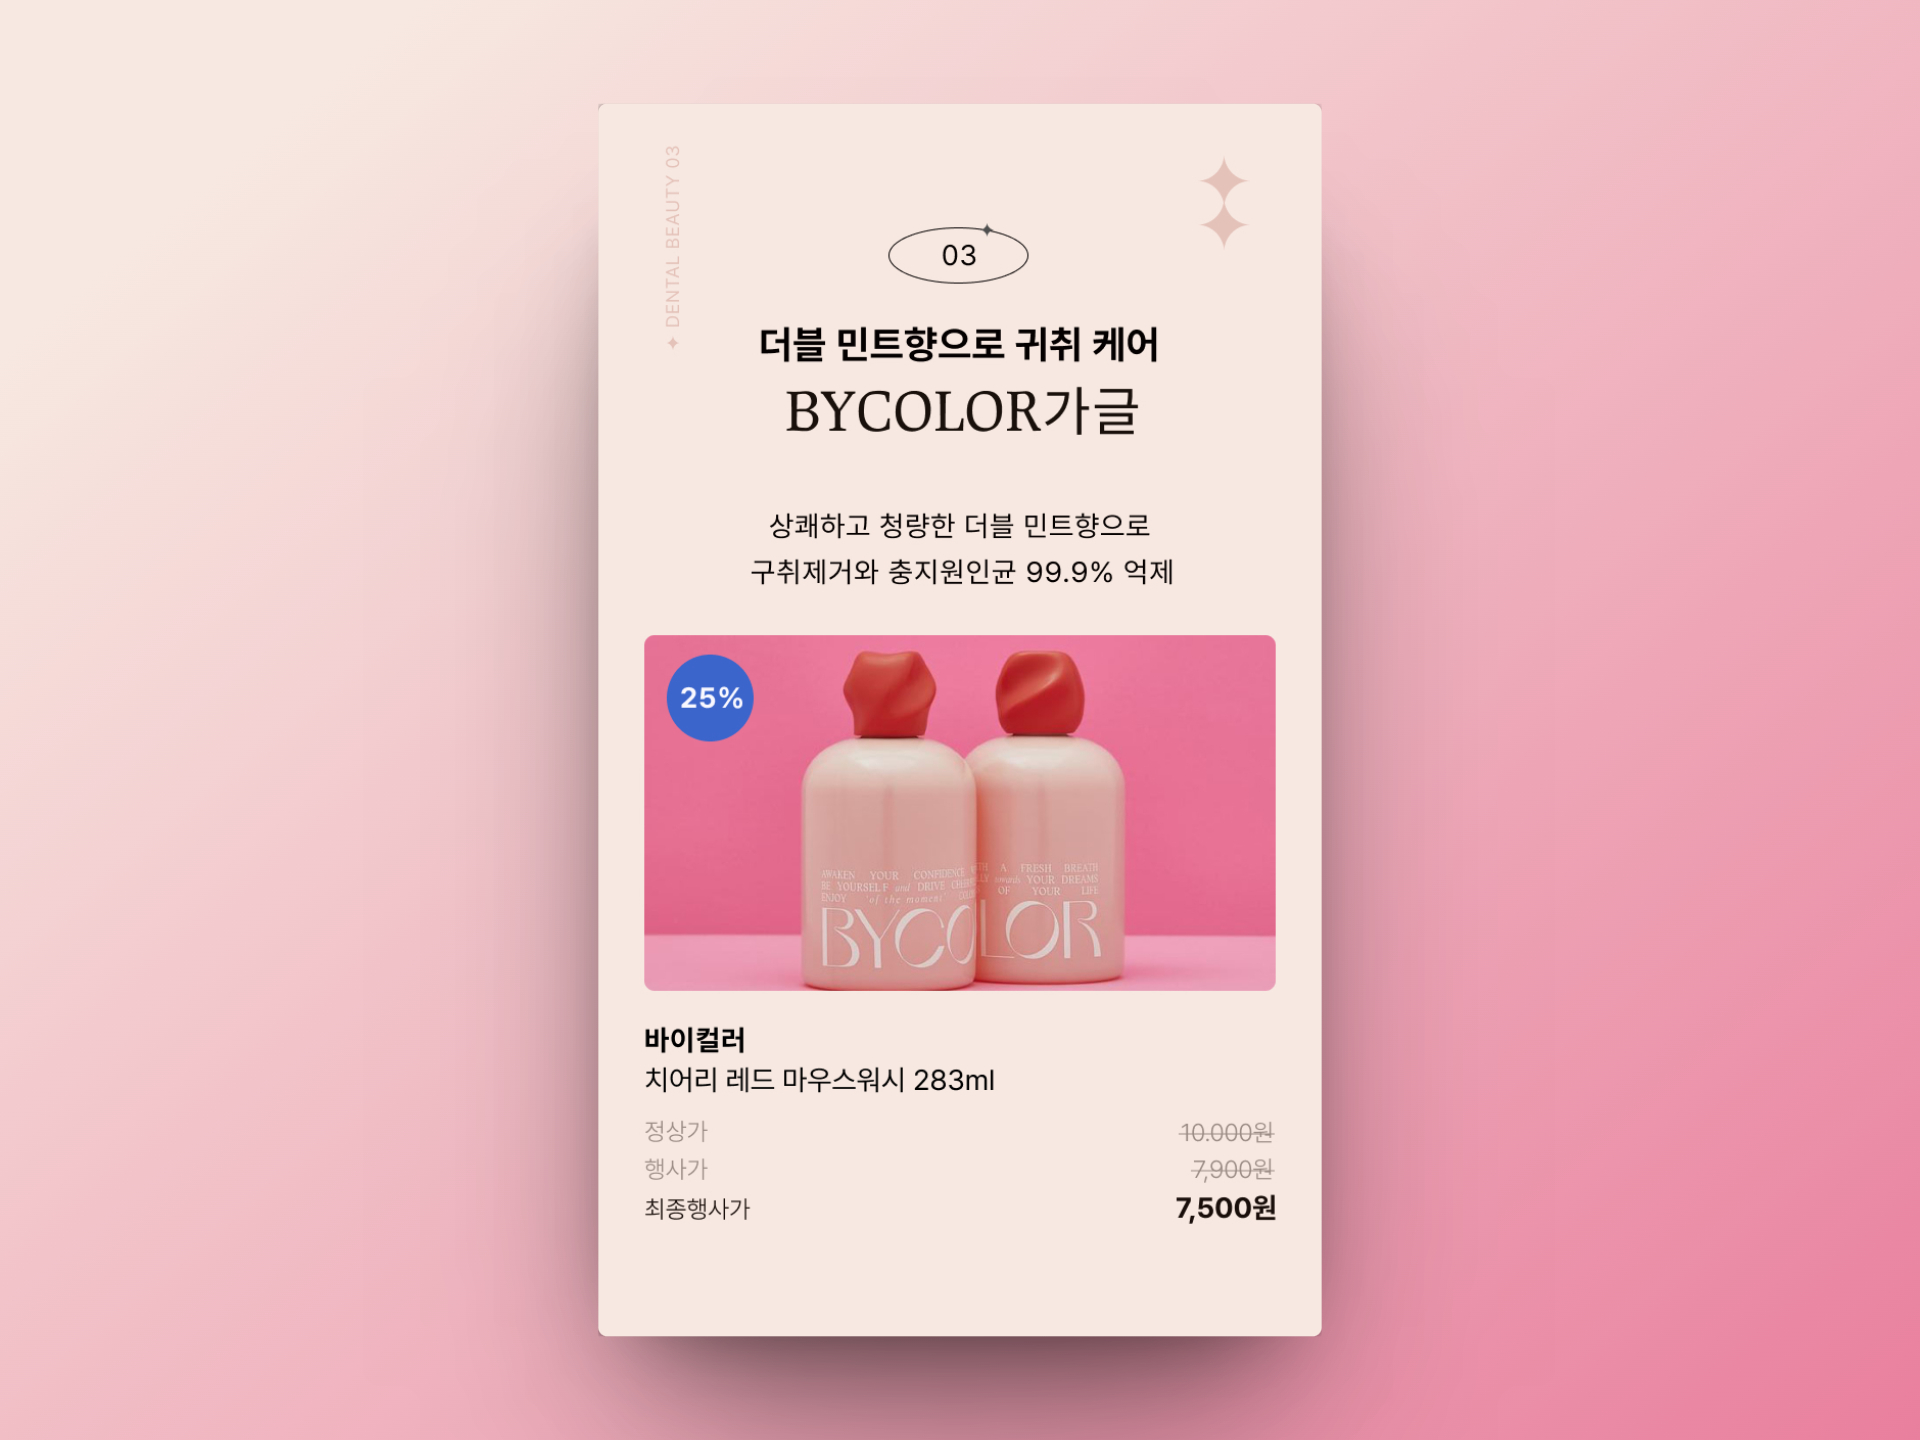 DENTAL BEAUTY 03
03
더블 민트향으로 귀취 케어
BYCOLOR가글
상쾌하고 청량한 더블 민트향으로
구취제거와 충지원인균 99.9% 억제
25%
AWAKEN YOUR CONFIDENCE WITH A FRESH BREATH
BE YOURSELF and DRIVE CHEERFULLY towards YOUR DREAMS
ENJOY 'of the moment' OF YOUR LIFE
BYCOLOR
바이컬러
치어리 레드 마우스워시 283ml
정상가 10.000원
행사가 7,900원
최종행사가 7,500원